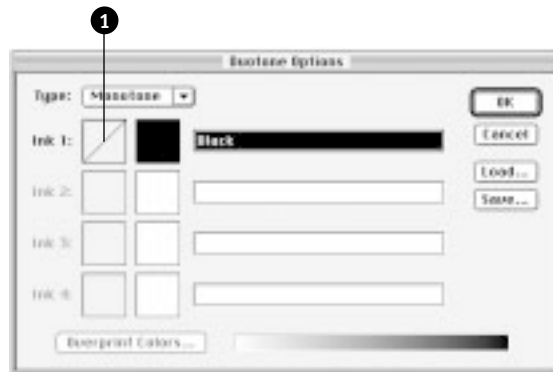 1
Duotone Options
Type: Monotone
OK
Ink 1: Black
Cancel
Load...
Ink 2:
Save...
Ink 3:
Ink 4:
Overprint Colors...